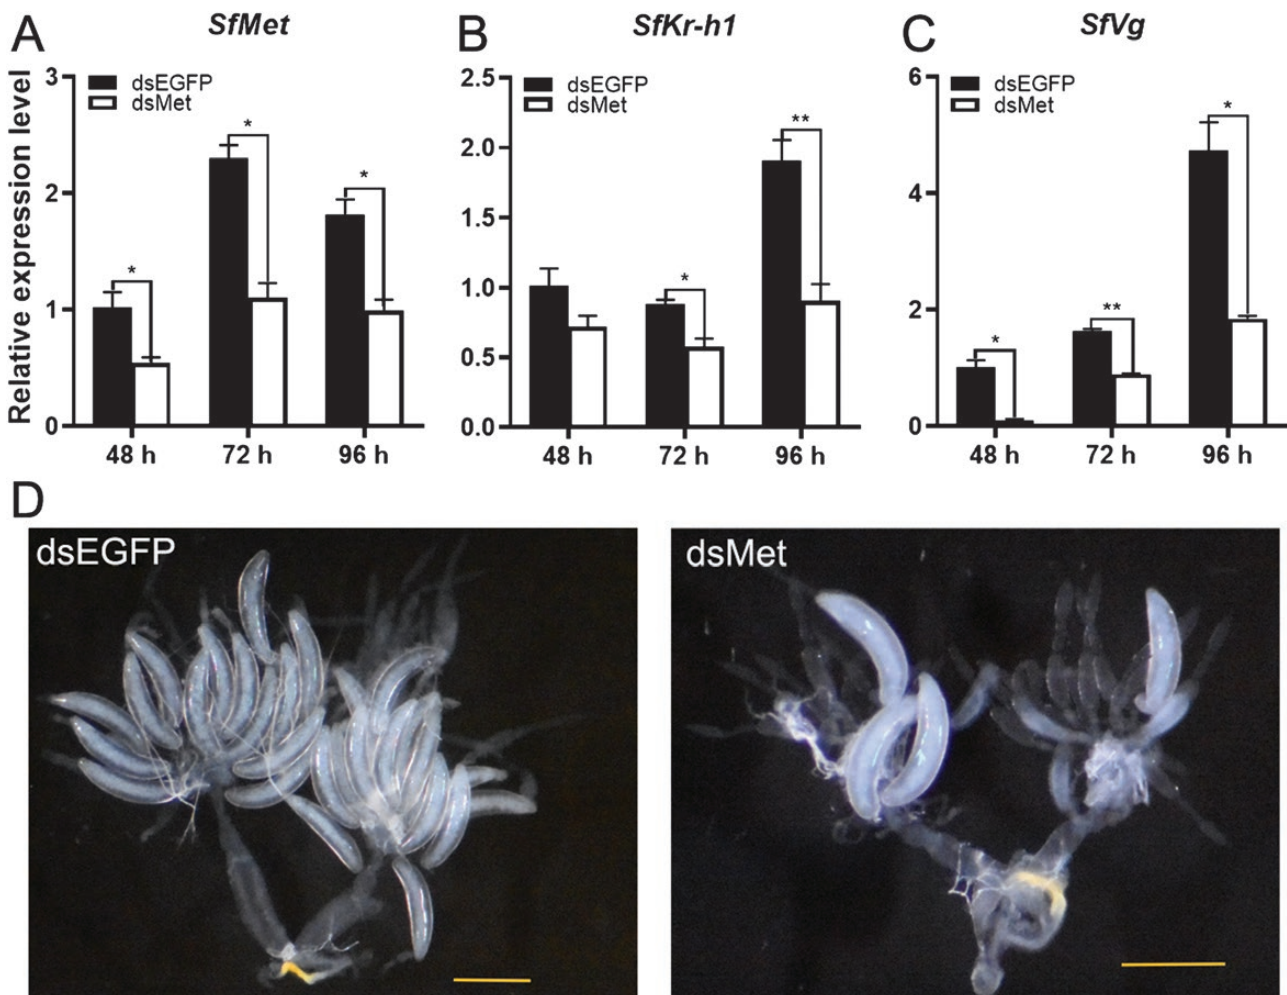 A
SfMet
Relative expression level
3
2
1
0
dsEGFP
dsMet
*
*
*
48 h
72 h
96 h
B
SfKr-h1
2.5
2.0
1.5
1.0
0.5
0.0
dsEGFP
dsMet
*
**
48 h
72 h
96 h
C
SfVg
6
4
2
0
dsEGFP
dsMet
*
**
*
48 h
72 h
96 h
D
dsEGFP
dsMet